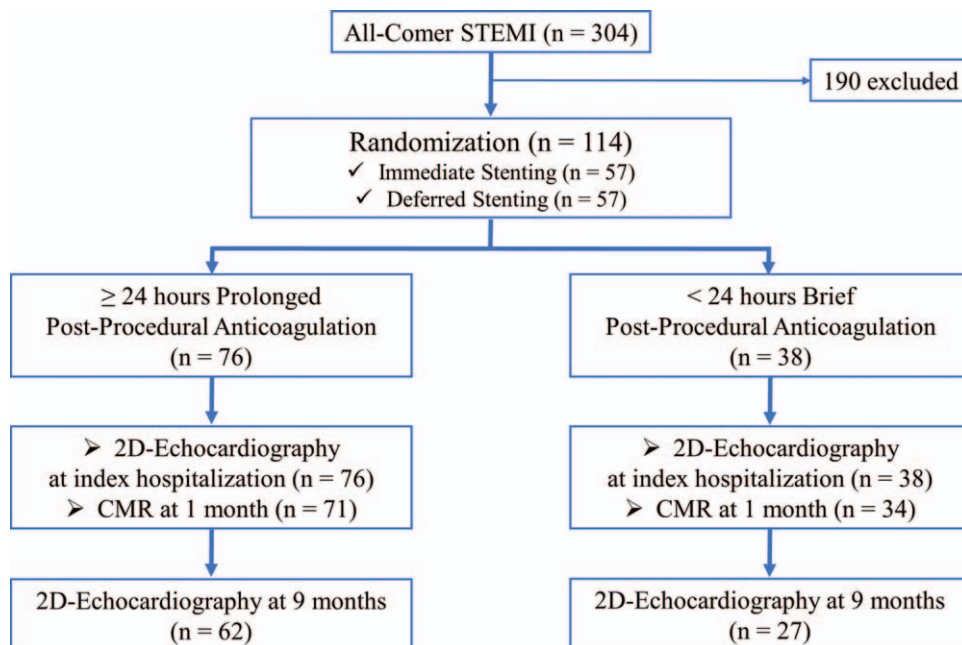 All-Comer STEMI (n = 304)
190 excluded
Randomization (n = 114)
✓ Immediate Stenting (n = 57)
✓ Deferred Stenting (n = 57)
≥ 24 hours Prolonged
Post-Procedural Anticoagulation
(n = 76)
< 24 hours Brief
Post-Procedural Anticoagulation
(n = 38)
➢ 2D-Echocardiography
at index hospitalization (n = 76)
➢ CMR at 1 month (n = 71)
➢ 2D-Echocardiography
at index hospitalization (n = 38)
➢ CMR at 1 month (n = 34)
2D-Echocardiography at 9 months
(n = 62)
2D-Echocardiography at 9 months
(n = 27)